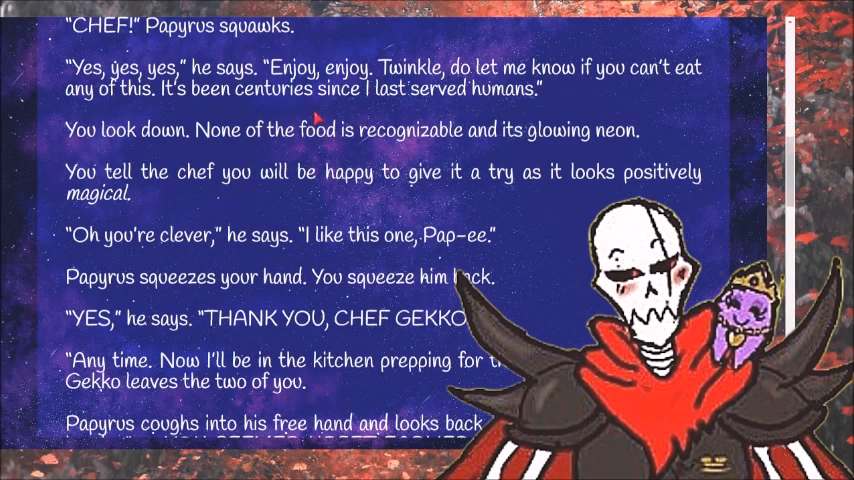 “CHEF!” Papyrus squawks.
“Yes, yes, yes,” he says. “Enjoy, enjoy. Twinkle, do let me know if you can’t eat
any of this. It’s been centuries since I last served humans.”
You look down. None of the food is recognizable and its glowing neon.
You tell the chef you will be happy to give it a try as it looks positively
magical.
“Oh you’re clever,” he says. “I like this one, Pap-ee.”
Papyrus squeezes your hand. You squeeze him
“YES,” he says. “THANK YOU, CHEF GEKKO
“Any time. Now I’ll be in the kitchen prepping for
Gekko leaves the two of you.
Papyrus coughs into his free hand and looks back